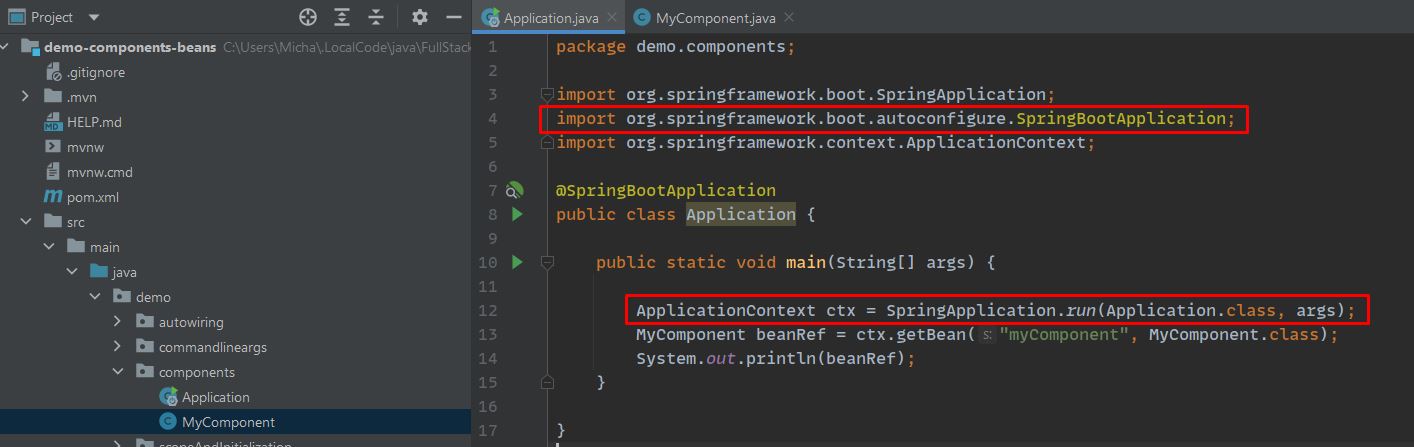 Project
demo-components-beans C:\Users\Micha\.LocalCode\java\FullStack
.gitignore
.mvn
HELP.md
mvnw
mvnw.cmd
pom.xml
src
main
java
demo
autowiring
commandlineargs
components
Application
MyComponent
scopeAndInitialization
Application.java
MyComponent.java
1 package demo.components;
2
3 import org.springframework.boot.SpringApplication;
4 import org.springframework.boot.autoconfigure.SpringBootApplication;
5 import org.springframework.context.ApplicationContext;
6
7 @SpringBootApplication
8 public class Application {
9
10 public static void main(String[] args) {
11
12 ApplicationContext ctx = SpringApplication.run(Application.class, args);
13 MyComponent beanRef = ctx.getBean( s: "myComponent", MyComponent.class);
14 System.out.println(beanRef);
15 }
16
17 }